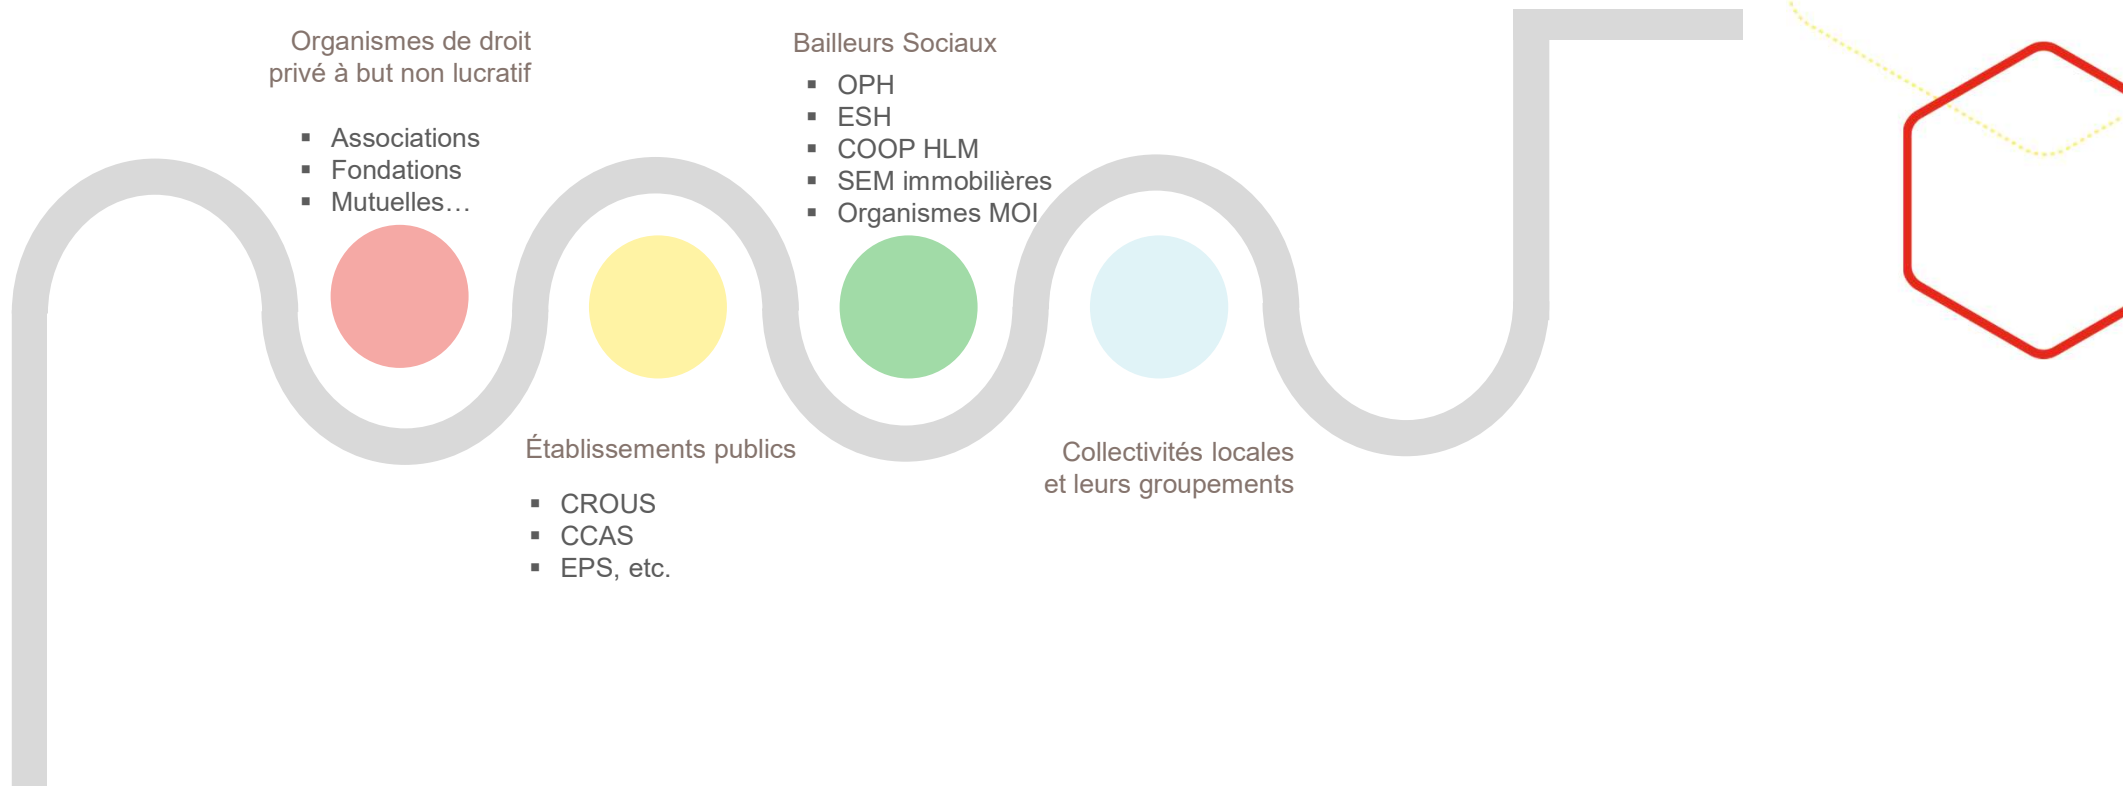 Organismes de droit
privé à but non lucratif
▪ Associations
▪ Fondations
▪ Mutuelles…
Établissements publics
▪ CROUS
▪ CCAS
▪ EPS, etc.
Bailleurs Sociaux
▪ OPH
▪ ESH
▪ COOP HLM
▪ SEM immobilières
▪ Organismes MOI
Collectivités locales
et leurs groupements